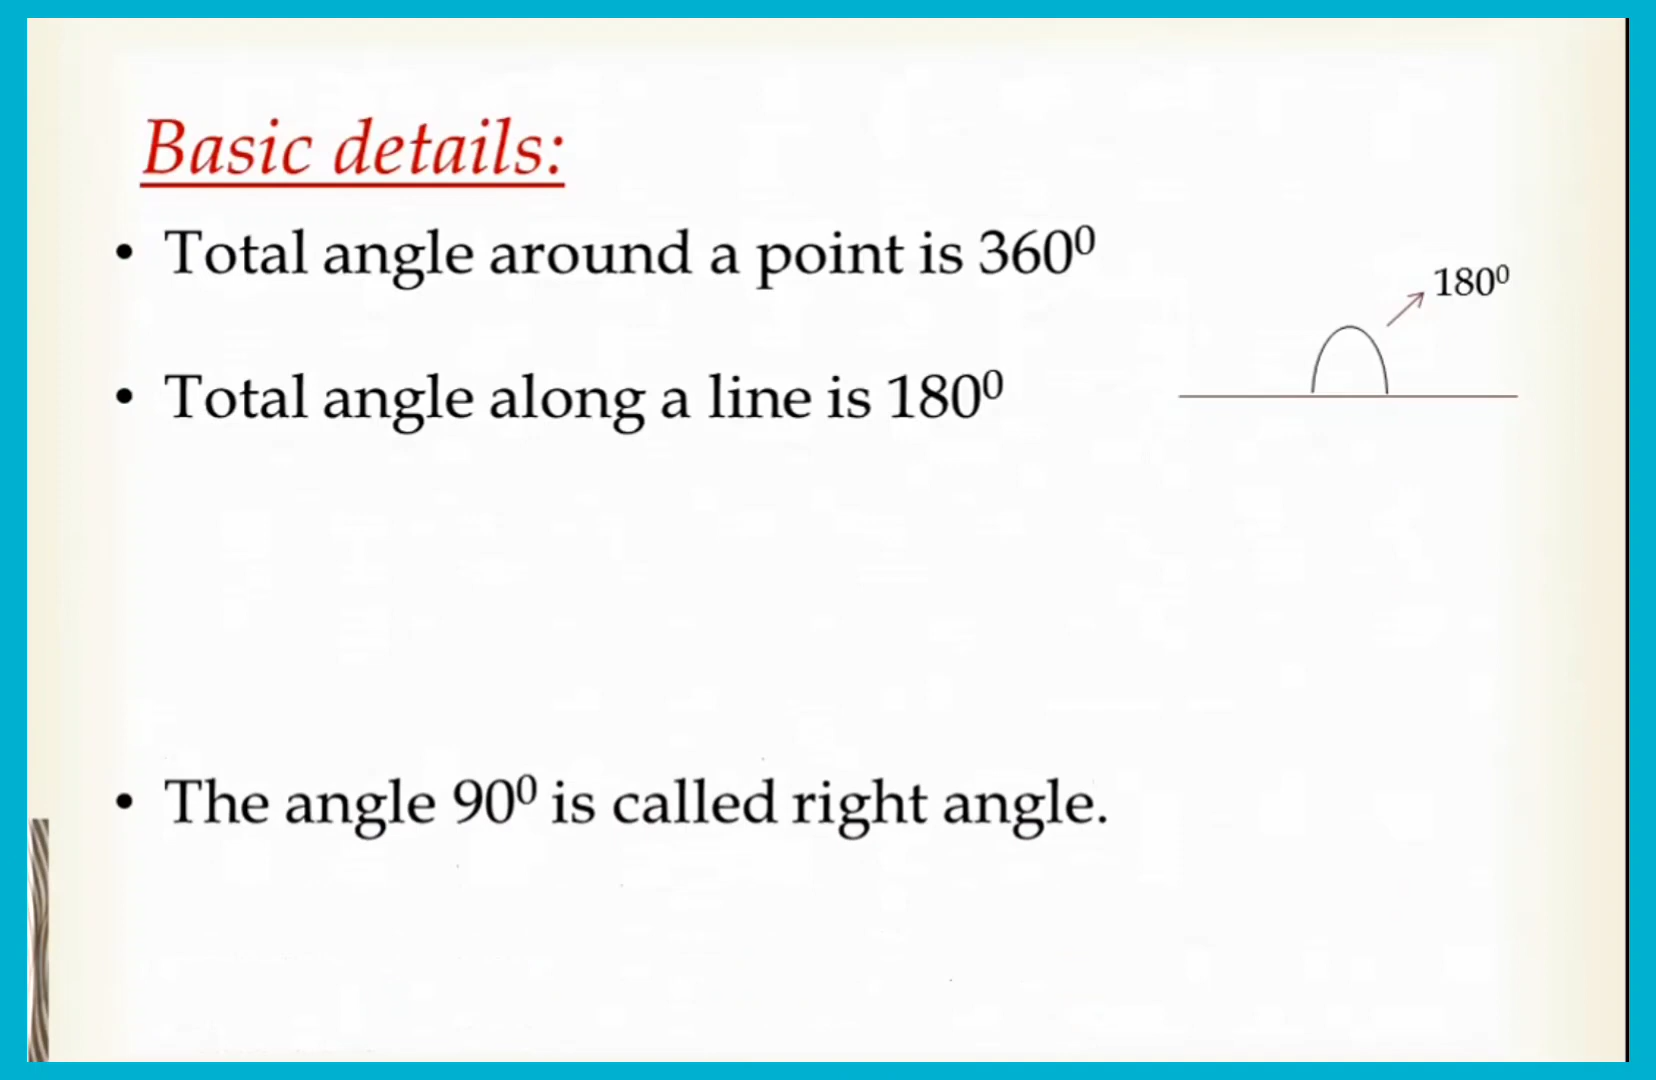 Basic details:
• Total angle around a point is 360⁰
180⁰
• Total angle along a line is 180⁰
• The angle 90⁰ is called right angle.